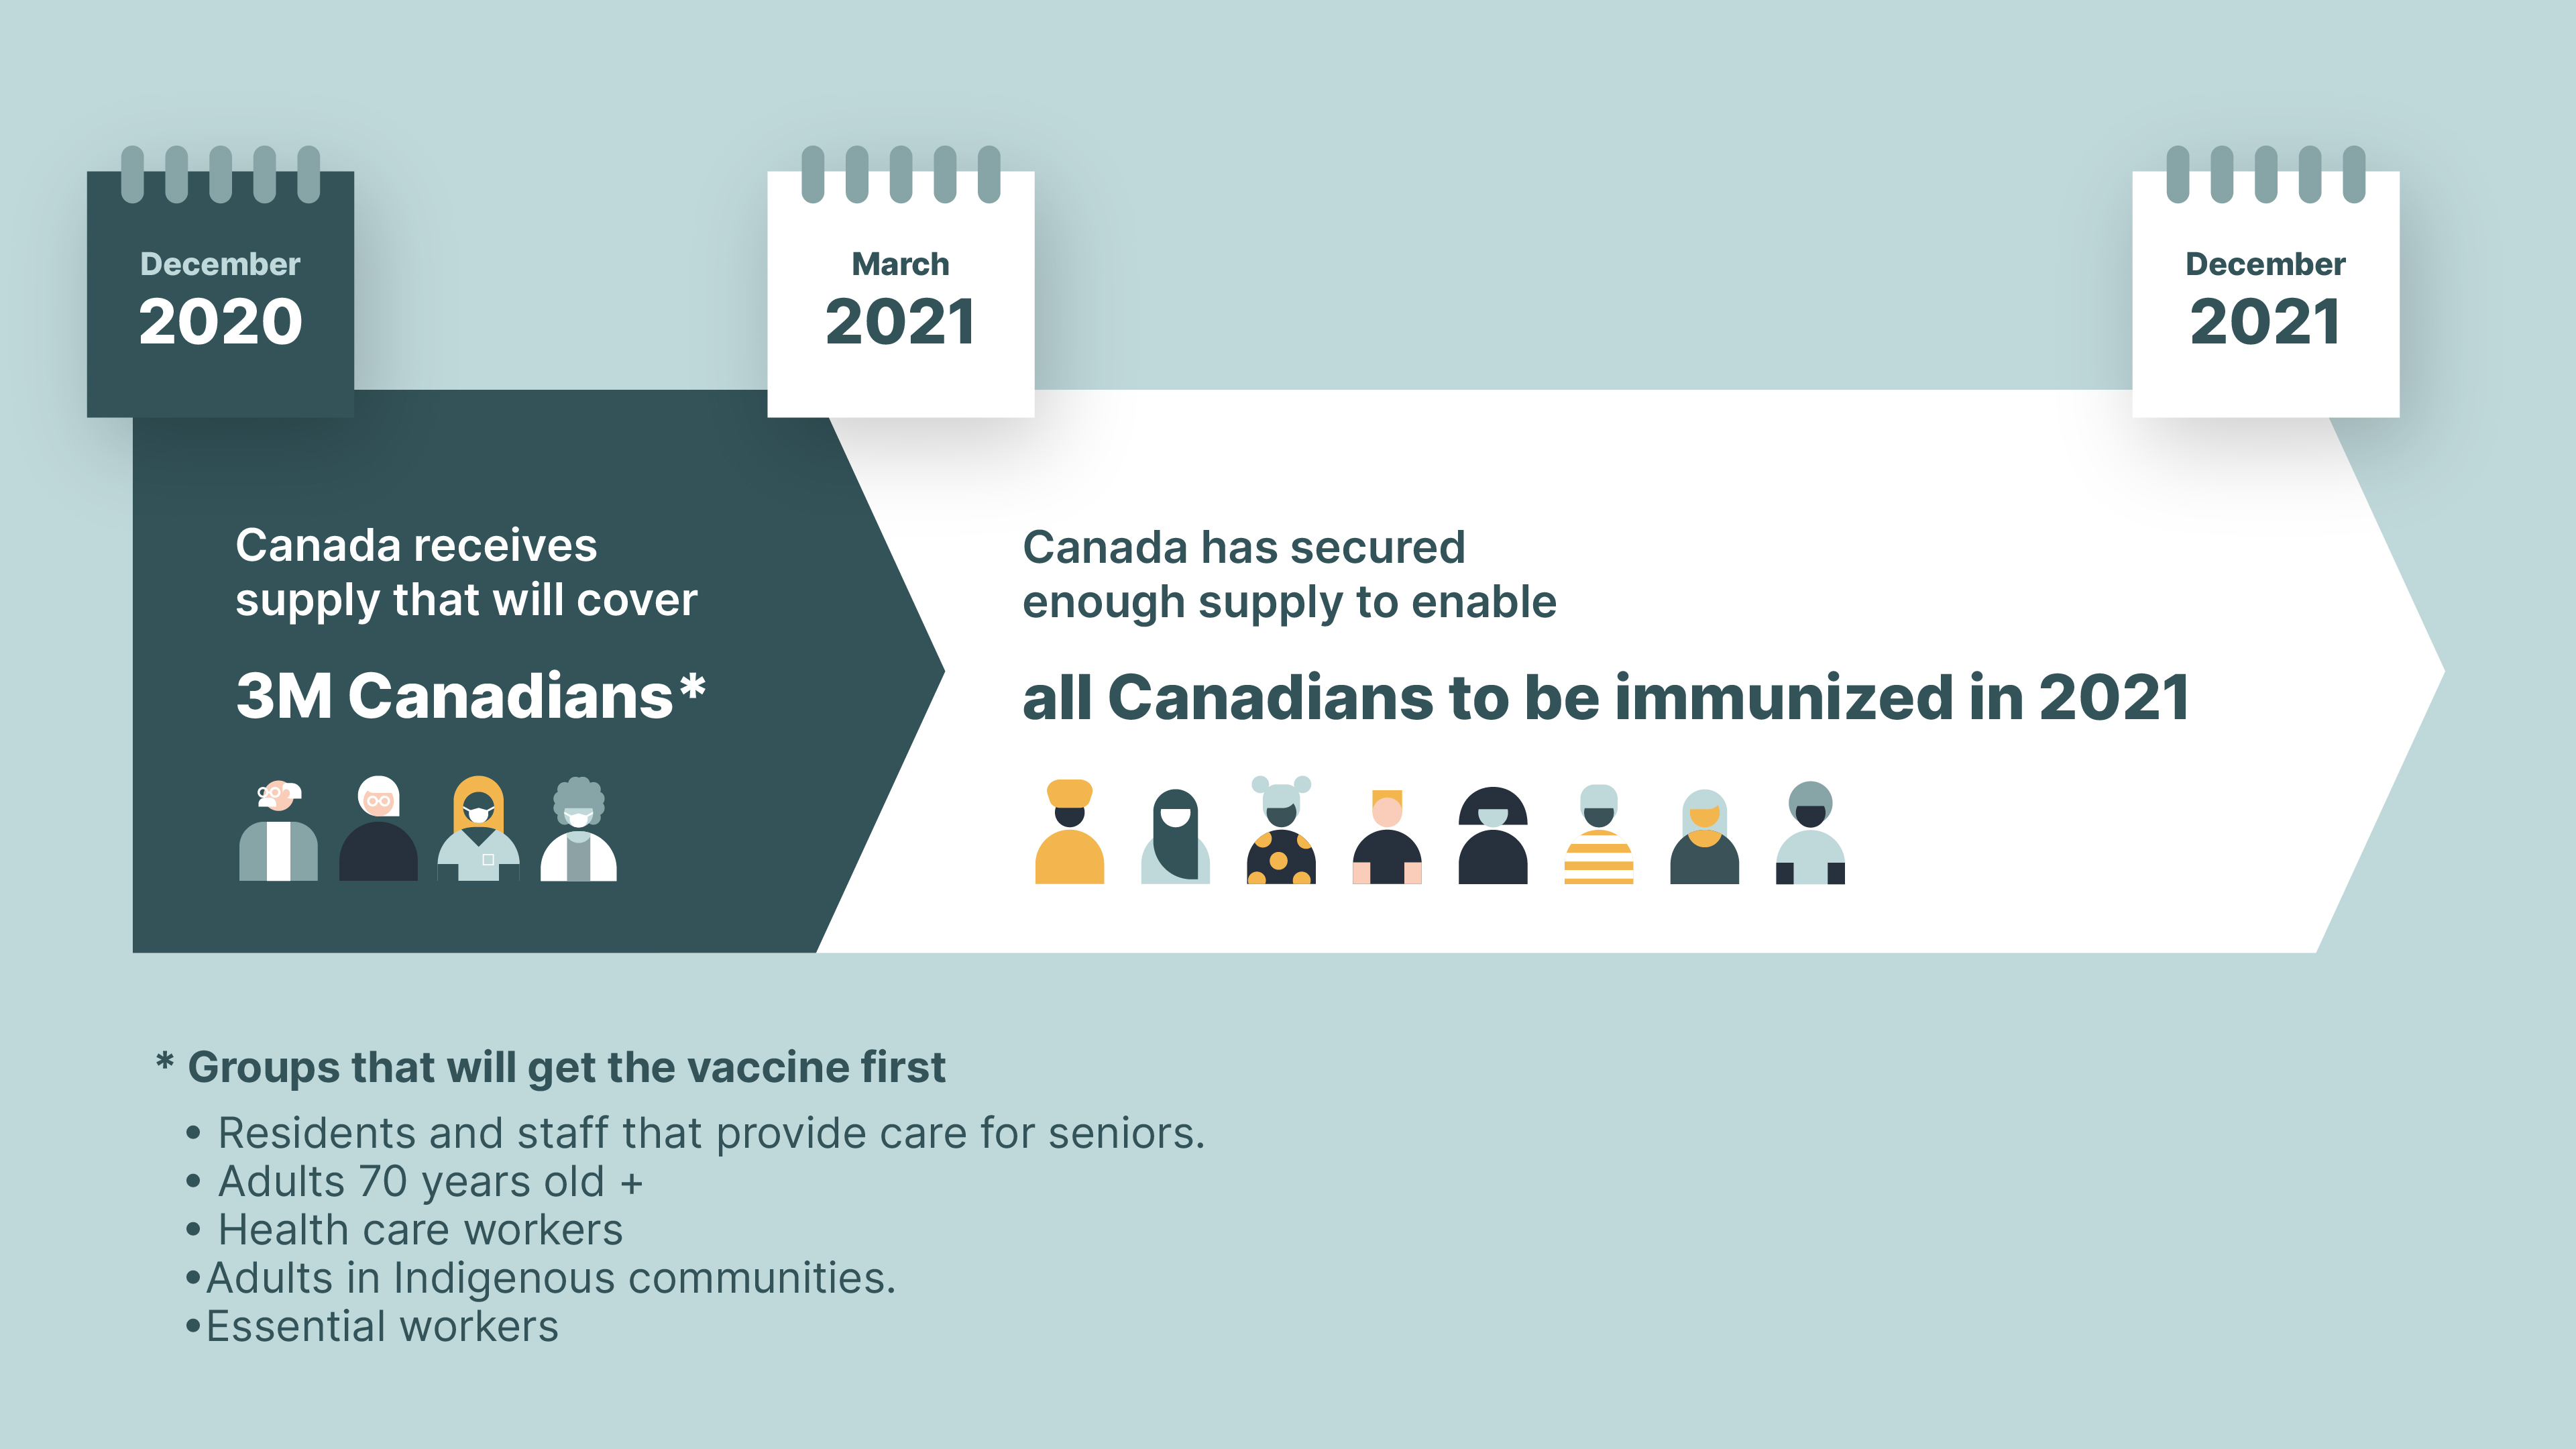 December
2020
March
2021
December
2021
Canada receives
supply that will cover
3M Canadians*
Canada has secured
enough supply to enable
all Canadians to be immunized in 2021
* Groups that will get the vaccine first
• Residents and staff that provide care for seniors.
• Adults 70 years old +
• Health care workers
•Adults in Indigenous communities.
•Essential workers